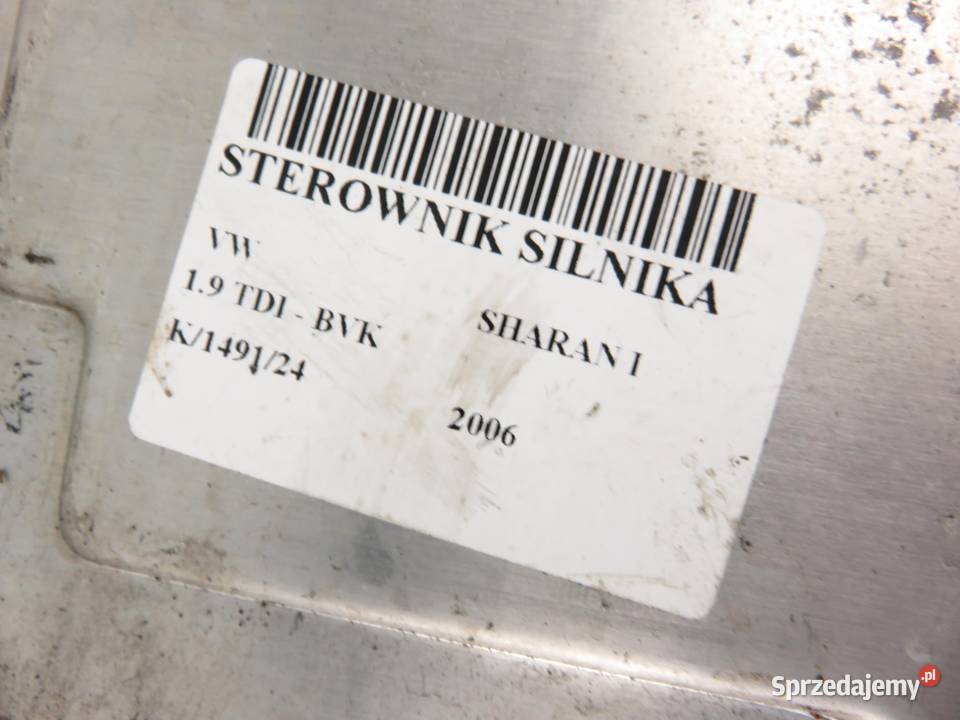 STEROWNIK SILNIKA
VW
1.9 TDI - BVK SHARAN I
K/1491/24
2006
Sprzedajemy.pl